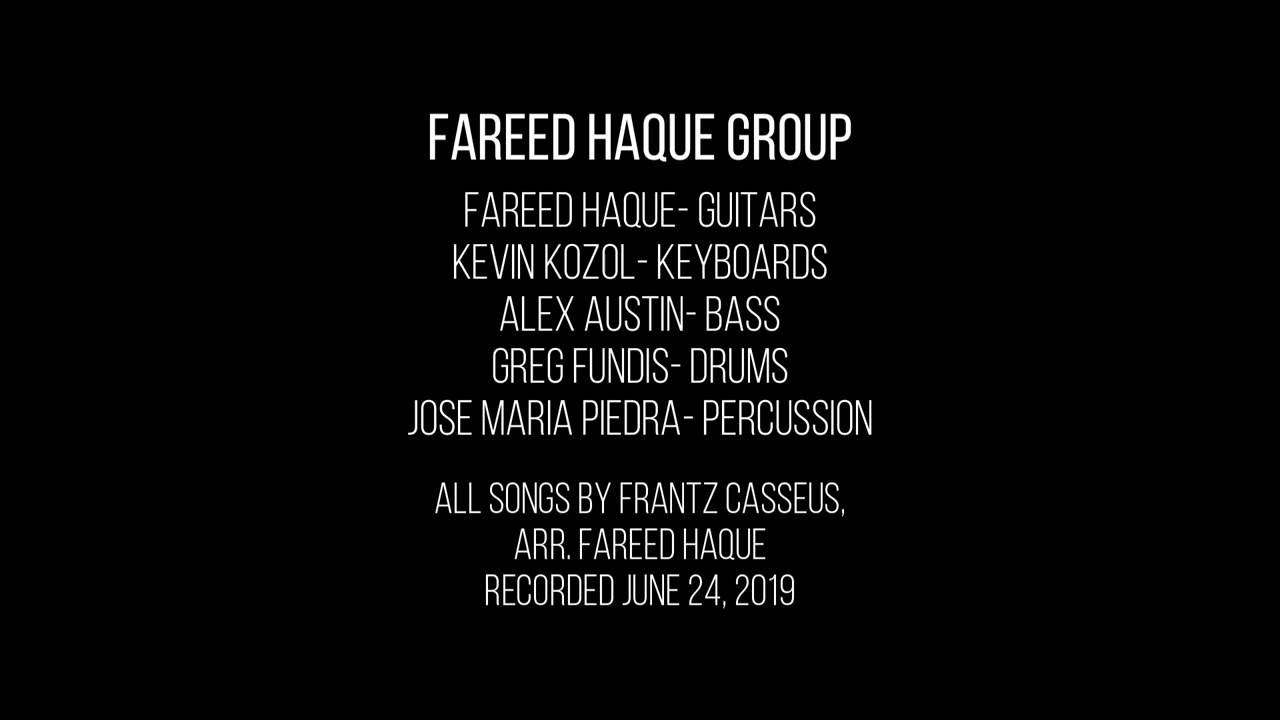 FAREED HAQUE GROUP
FAREED HAQUE- GUITARS
KEVIN KOZOL- KEYBOARDS
ALEX AUSTIN- BASS
GREG FUNDIS- DRUMS
JOSE MARIA PIEDRA- PERCUSSION
ALL SONGS BY FRANTZ CASSEUS,
ARR. FAREED HAQUE
RECORDED JUNE 24, 2019